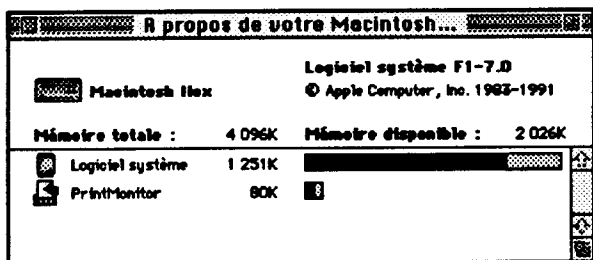 A propos de votre Macintosh...
Logiciel système F1-7.0
Macintosh IIex
© Apple Computer, Inc. 1983-1991
Mémoire totale : 4 096K Mémoire disponible : 2 026K
Logiciel système 1 251K
PrintMonitor 80K